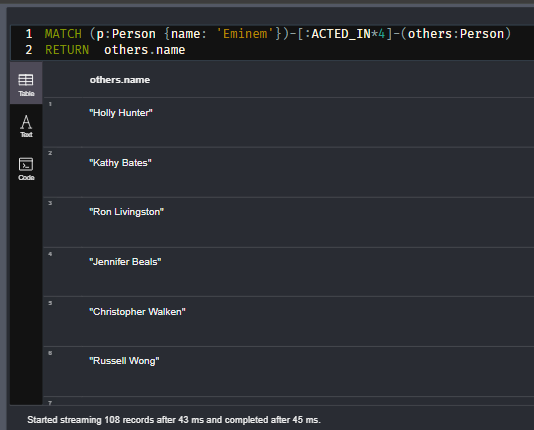 1 MATCH (p:Person {name: 'Eminem'})-[:ACTED_IN*4]-(others:Person)
2 RETURN  others.name
Table
others.name
1
"Holly Hunter"
Text
2
"Kathy Bates"
Code
3
"Ron Livingston"
4
"Jennifer Beals"
5
"Christopher Walken"
6
"Russell Wong"
7
Started streaming 108 records after 43 ms and completed after 45 ms.